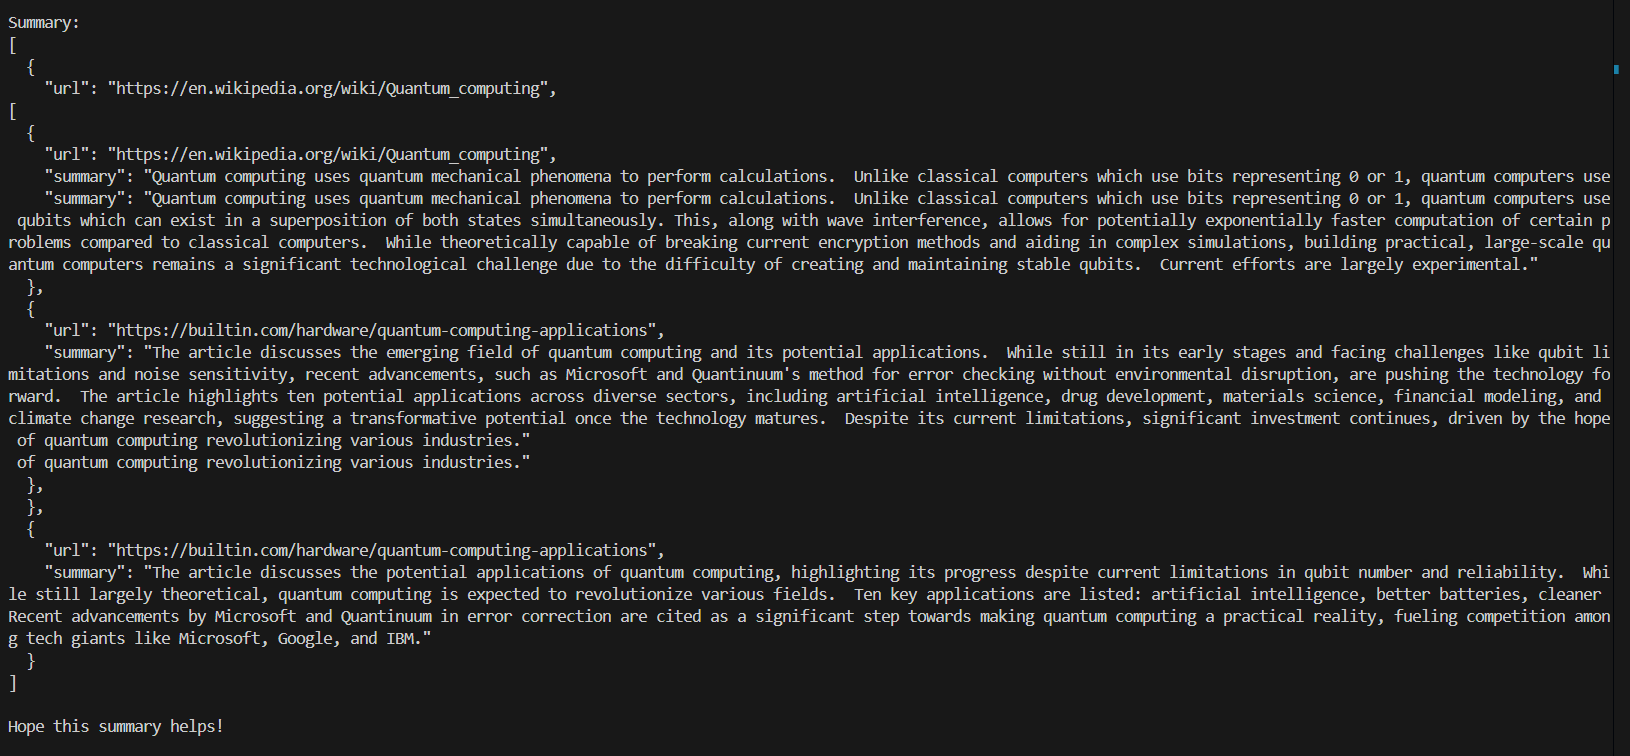 Summary:
[
  {
    "url": "https://en.wikipedia.org/wiki/Quantum_computing",
[
  {
    "url": "https://en.wikipedia.org/wiki/Quantum_computing",
    "summary": "Quantum computing uses quantum mechanical phenomena to perform calculations.  Unlike classical computers which use bits representing 0 or 1, quantum computers use
    "summary": "Quantum computing uses quantum mechanical phenomena to perform calculations.  Unlike classical computers which use bits representing 0 or 1, quantum computers use
 qubits which can exist in a superposition of both states simultaneously. This, along with wave interference, allows for potentially exponentially faster computation of certain p
roblems compared to classical computers.  While theoretically capable of breaking current encryption methods and aiding in complex simulations, building practical, large-scale qu
antum computers remains a significant technological challenge due to the difficulty of creating and maintaining stable qubits.  Current efforts are largely experimental."
  },
  {
    "url": "https://builtin.com/hardware/quantum-computing-applications",
    "summary": "The article discusses the emerging field of quantum computing and its potential applications.  While still in its early stages and facing challenges like qubit li
mitations and noise sensitivity, recent advancements, such as Microsoft and Quantinuum's method for error checking without environmental disruption, are pushing the technology fo
rward.  The article highlights ten potential applications across diverse sectors, including artificial intelligence, drug development, materials science, financial modeling, and
climate change research, suggesting a transformative potential once the technology matures.  Despite its current limitations, significant investment continues, driven by the hope
 of quantum computing revolutionizing various industries."
 of quantum computing revolutionizing various industries."
  },
  },
  {
    "url": "https://builtin.com/hardware/quantum-computing-applications",
    "summary": "The article discusses the potential applications of quantum computing, highlighting its progress despite current limitations in qubit number and reliability.  Whi
le still largely theoretical, quantum computing is expected to revolutionize various fields.  Ten key applications are listed: artificial intelligence, better batteries, cleaner
Recent advancements by Microsoft and Quantinuum in error correction are cited as a significant step towards making quantum computing a practical reality, fueling competition amon
g tech giants like Microsoft, Google, and IBM."
  }
]
Hope this summary helps!